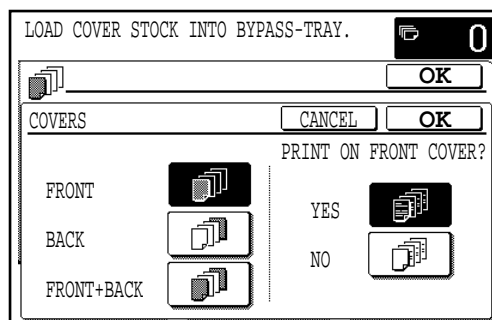 LOAD COVER STOCK INTO BYPASS-TRAY.
0
OK
COVERS
CANCEL
OK
PRINT ON FRONT COVER?
FRONT
YES
BACK
NO
FRONT+BACK